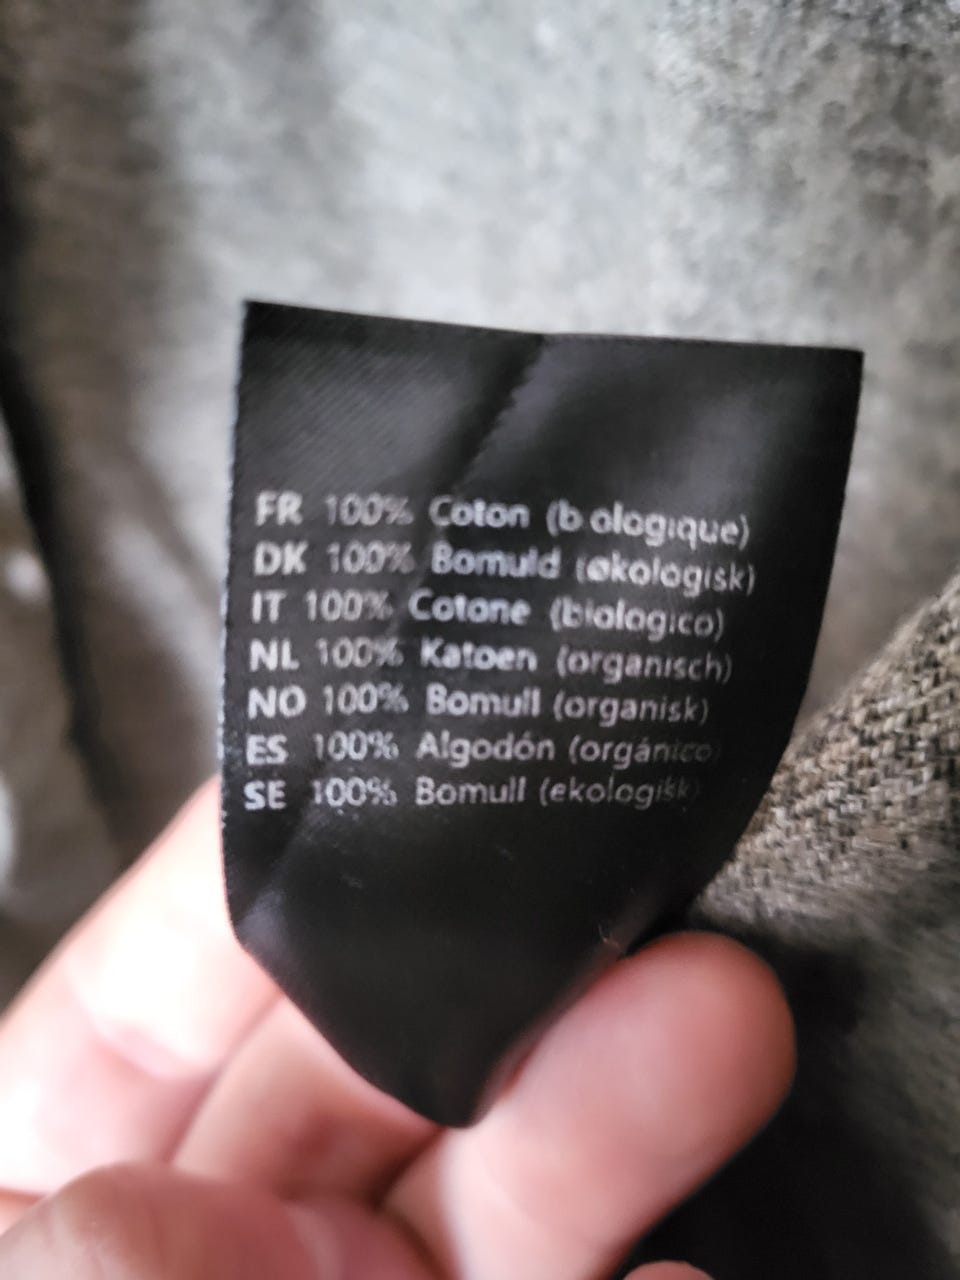 FR 100% Coton (biologique)
DK 100% Bomuld (økologisk)
IT 100% Cotone (biologico)
NL 100% Katoen (organisch)
NO 100% Bomull (organisk)
ES 100% Algodón (orgánico)
SE 100% Bomull (ekologikk)